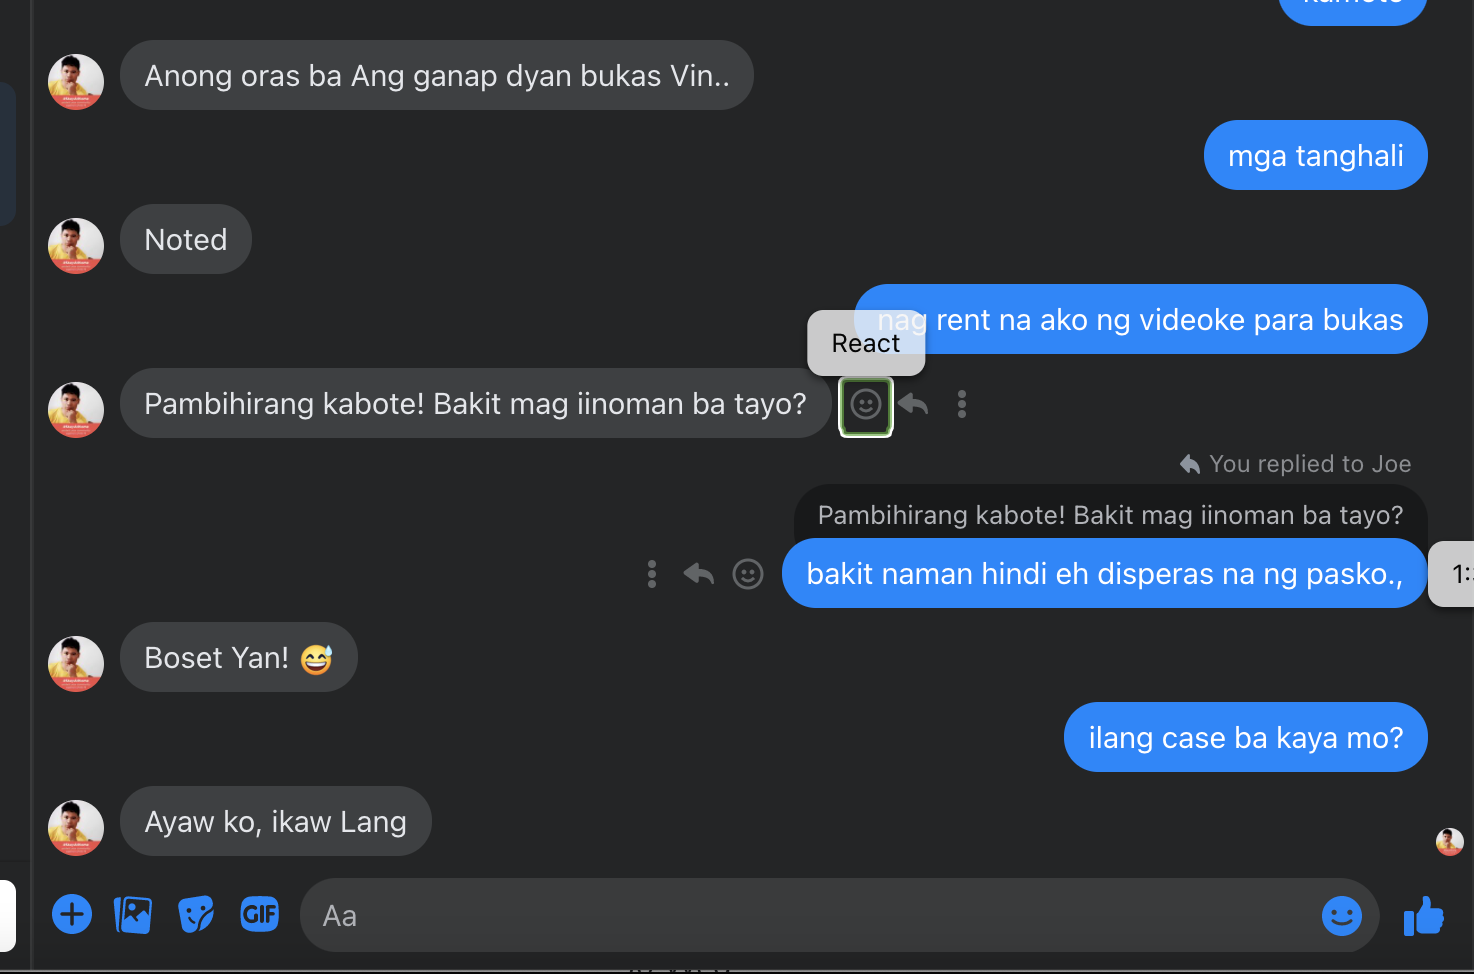 Anong oras ba Ang ganap dyan bukas Vin..
mga tanghali
Noted
nag rent na ako ng videoke para bukas
React
Pambihirang kabote! Bakit mag iinoman ba tayo?
You replied to Joe
Pambihirang kabote! Bakit mag iinoman ba tayo?
bakit naman hindi eh disperas na ng pasko.,
Boset Yan! 😅
ilang case ba kaya mo?
Ayaw ko, ikaw Lang
GIF
Aa